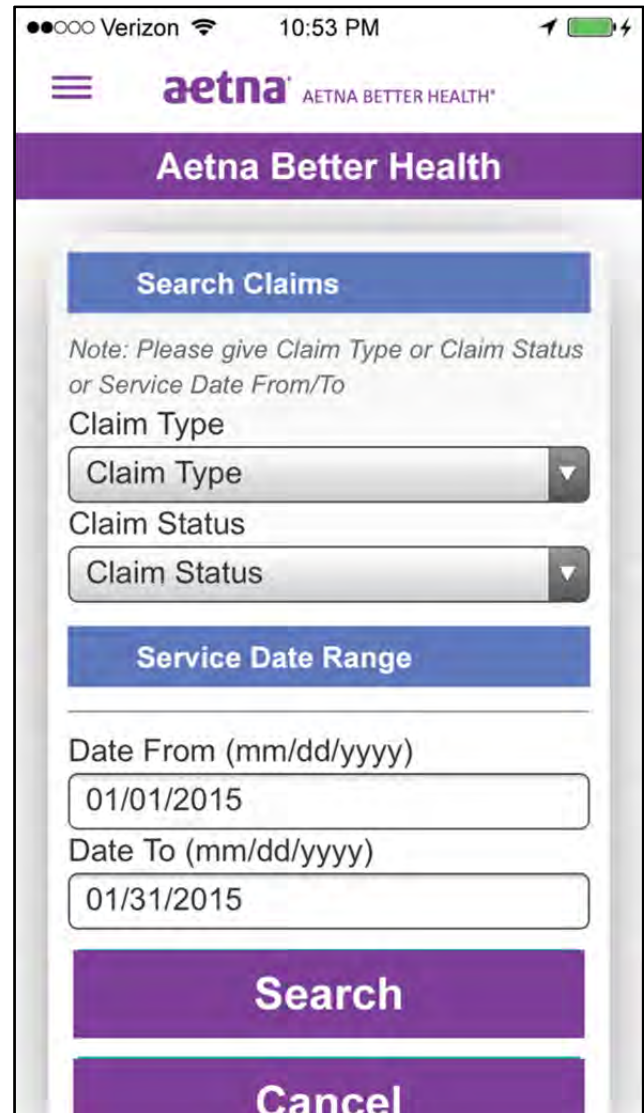 Verizon 10:53 PM
aetna® AETNA BETTER HEALTH®
Aetna Better Health
Search Claims
Note: Please give Claim Type or Claim Status
or Service Date From/To
Claim Type
Claim Type
Claim Status
Claim Status
Service Date Range
Date From (mm/dd/yyyy)
01/01/2015
Date To (mm/dd/yyyy)
01/31/2015
Search
Cancel